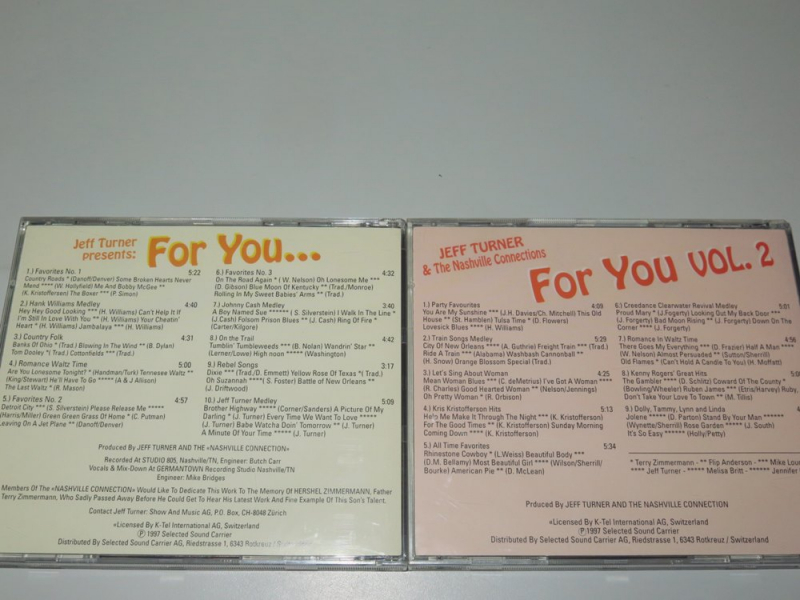 Jeff Turner
presents: For You...
1.) Favorites No. 1 5:22
Country Roads * (Danoff/Denver) Some Broken Hearts Never
Mend **** (W. Hollyfield) Me And Bobby McGee **
(K. Kristofferson) The Boxer *** (P. Simon)
2.) Hank Williams Medley 4:40
Hey Hey Good Looking *** (H. Williams) Can't Help It If
I'm Still In Love With You ** (H. Williams) Your Cheatin'
Heart * (H. Williams) Jambalaya *** (H. Williams)
3.) Country Folk 4:31
Banks Of Ohio * (Trad.) Blowing In The Wind ** (B. Dylan)
Tom Dooley *( Trad.) Cottonfields *** (Trad.)
4.) Romance Waltz Time 5:00
Are You Lonesome Tonight? * (Handman/Turk) Tennessee Waltz **
(King/Stewart) He'll Have To Go ***** (A & J Allison)
The Last Waltz * (R. Mason)
5.) Favorites No. 2 4:57
Detroit City *** (S. Silverstein) Please Release Me *****
(Harris/Miller) Green Green Grass Of Home * (C. Putman)
Leaving On A Jet Plane ** (Danoff/Denver)
6.) Favorites No. 3 4:32
On The Road Again * ( W. Nelson) Oh Lonesome Me ***
(D. Gibson) Blue Moon Of Kentucky ** (Trad./Monroe)
Rolling In My Sweet Babies' Arms ** (Trad.)
7.) Johnny Cash Medley 3:40
A Boy Named Sue ****** ( S. Silverstein) I Walk In The Line *
(J. Cash) Folsom Prison Blues ** (J. Cash) Ring Of Fire *
(Carter/Kilgore)
8.) On the Trail 4:42
Tumblin' Tumbleweeds *** (B. Nolan) Wandrin' Star **
(Lerner/Lowe) High noon ***** (Washington)
9.) Rebel Songs 3:17
Dixie *** (Trad./D. Emmett) Yellow Rose Of Texas *( Trad.)
Oh Suzannah ****( S. Foster) Battle of New Orleans **
(J. Driftwood)
10.) Jeff Turner Medley 5:09
Brother Highway ***** (Corner/Sanders) A Picture Of My
Darling * (J. Turner) Every Time We Want To Love *****
(J. Turner) Babe Watcha Doin' Tomorrow ** (J. Turner)
A Minute Of Your Time ***** (J. Turner)
Produced By JEFF TURNER AND THE «NASHVILLE CONNECTION»
Recorded At STUDIO 805, Nashville/TN, Engineer: Butch Carr
Vocals & Mix-Down At GERMANTOWN Recording Studio Nashville/TN
Engineer: Mike Bridges
Members Of The «NASHVILLE CONNECTION» Would Like To Dedicate This Work To The Memory Of HERSHEL ZIMMERMANN, Father
Terry Zimmermann, Who Sadly Passed Away Before He Could Get To Hear His Latest Work And Fine Example Of This Son's Talent.
Contact Jeff Turner: Show And Music AG, P.O. Box, CH-8048 Zürich
«Licensed By K-Tel International AG, Switzerland
Ⓟ 1997 Selected Sound Carrier
Distributed By Selected Sound Carrier AG, Riedstrasse 1, 6343 Rotkreuz /
JEFF TURNER
& The Nashville Connections
For You VOL. 2
1.) Party Favourites 4:09
You Are My Sunshine *** (J.H. Davies/Ch. Mitchell) This Old
House ** (St. Hamblen) Tulsa Time * (D. Flowers)
Lovesick Blues **** (H. Williams)
2.) Train Songs Medley 5:29
City Of New Orleans *** (A. Guthrie) Freight Train *** (Trad.)
Ride A Train *** (Alabama) Washbash Cannonball **
(H. Snow) Orange Blossom Special (Trad.)
3.) Let's Sing About Woman 4:25
Mean Woman Blues *** (C. deMetrius) I've Got A Woman ****
(R. Charles) Good Hearted Woman ** (Nelson/Jennings)
Oh Pretty Woman * (R. Orbison)
4.) Kris Kristofferson Hits 5:13
Help Me Make It Through The Night *** (K. Kristofferson)
For The Good Times ** (K. Kristofferson) Sunday Morning
Coming Down **** (K. Kristofferson)
5.) All Time Favorites 5:34
Rhinestone Cowboy * (L.Weiss) Beautiful Body ***
(D.M. Bellamy) Most Beautiful Girl **** (Wilson/Sherrill/
Bourke) American Pie ** (D. McLean)
6.) Creedance Clearwater Revival Medley 5:01
Proud Mary * (J.Forgerty) Looking Out My Back Door ***
(J. Forgerty) Bad Moon Rising ** (J. Forgerty) Down On The
Corner **** (J. Forgerty)
7.) Romance In Waltz Time 4:56
There Goes My Everything *** (D. Frazier) Half A Man ****
(W. Nelson) Almost Persuaded ** (Sutton/Sherrill)
Old Flames * (Can't Hold A Candle To You) (H. Moffatt)
8.) Kenny Rogers' Great Hits
The Gambler **** (D. Schlitz) Coward Of The County *
(Bowling/Wheeler) Ruben James *** (Etris/Harvey) Ruby,
Don't Take Your Love To Town ** (M. Tillis)
9.) Dolly, Tammy, Lynn and Linda
Jolene ***** (D. Parton) Stand By Your Man ******
(Wynette/Sherrill) Rose Garden ***** (J. South)
It's So Easy ****** (Holly/Petty)
* Terry Zimmermann - ** Flip Anderson - *** Mike
**** Jeff Turner - ***** Melissa Britt - ****** Jennifer
Produced By JEFF TURNER AND THE NASHVILLE CONNECTION
«Licensed By K-Tel International AG, Switzerland
Ⓟ1997 Selected Sound Carrier
Distributed By Selected Sound Carrier AG, Riedstrasse, 6343 Rotkreuz / Switzerland